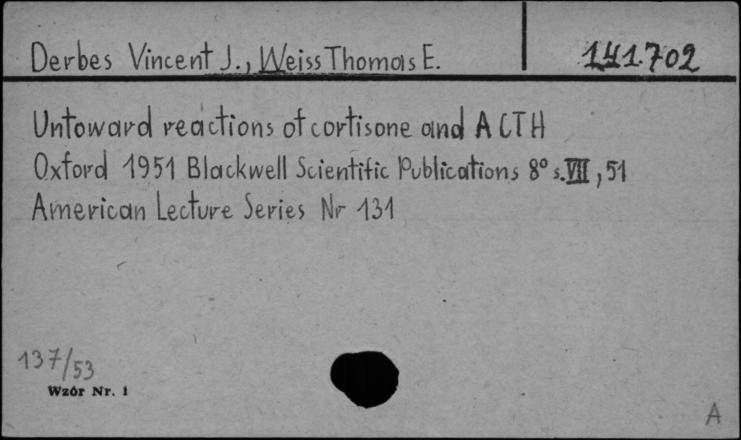 Derbes Vincent J., Weiss Thomas E. 141.702
Untoward reactions of cortisone and ACTH
Oxford 1951 Blackwell Scientific Publications 8° s.VII, 51
American Lecture Series Nr 131
137/53
Wzór Nr. 1
A